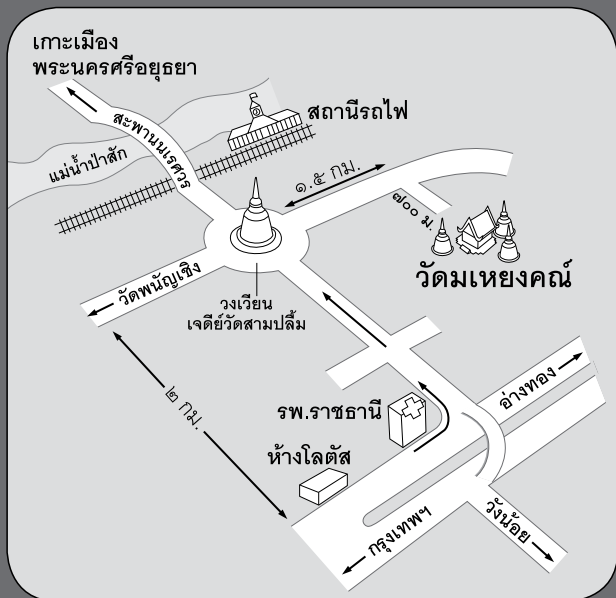 เกาะเมือง
พระนครศรีอยุธยา
สะพานนเรศวร
สถานีรถไฟ
แม่น้ำป่าสัก
๑.๕ กม.
๗๐๐ ม.
วัดมเหยงคณ์
วัดพนัญเชิง
วงเวียน
เจดีย์วัดสามปลื้ม
๒ กม.
รพ.ราชธานี
อ่างทอง
ห้างโลตัส
กรุงเทพฯ
วังน้อย